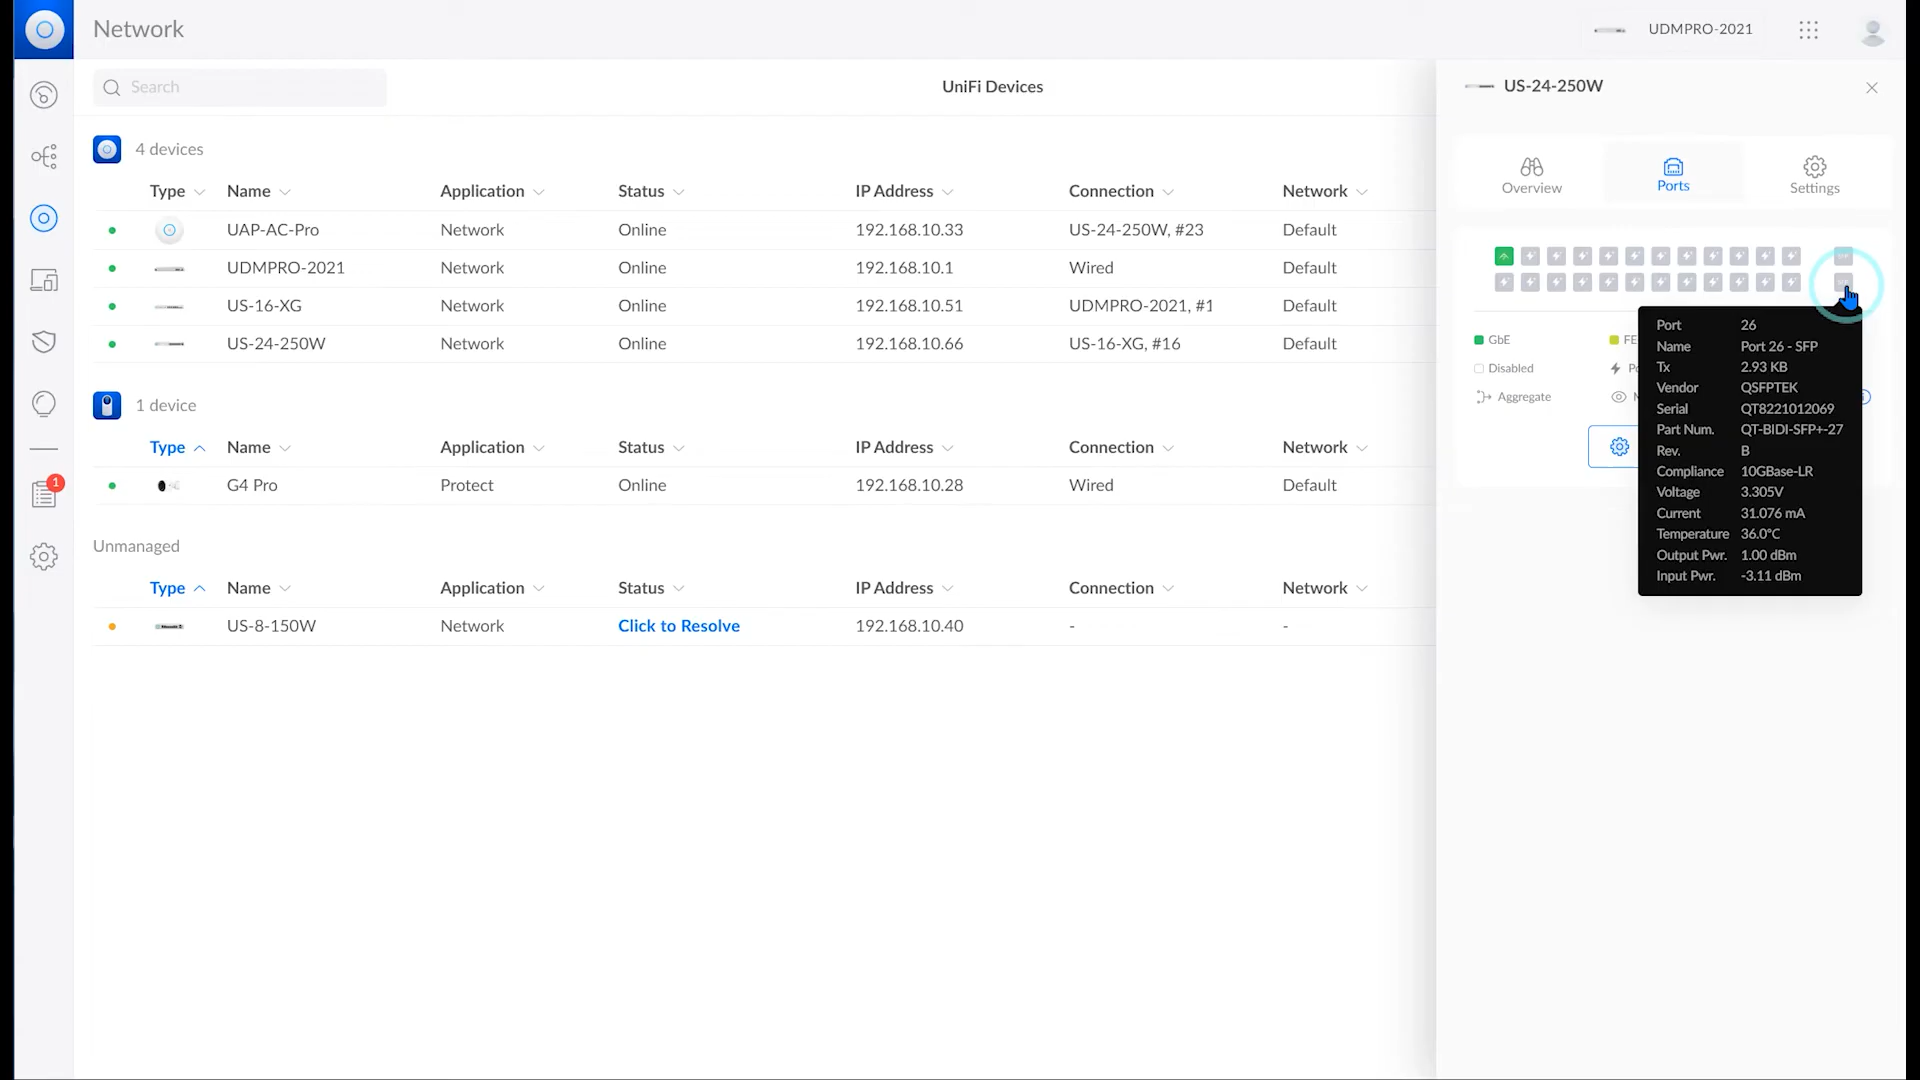 Network
UDMPRO-2021
Search
UniFi Devices
4 devices
Type Name Application Status IP Address Connection Network
UAP-AC-Pro Network Online 192.168.10.33 US-24-250W, #23 Default
UDMPRO-2021 Network Online 192.168.10.1 Wired Default
US-16-XG Network Online 192.168.10.51 UDMPRO-2021, #1 Default
US-24-250W Network Online 192.168.10.66 US-16-XG, #16 Default
1 device
Type Name Application Status IP Address Connection Network
G4 Pro Protect Online 192.168.10.28 Wired Default
Unmanaged
Type Name Application Status IP Address Connection Network
US-8-150W Network Click to Resolve 192.168.10.40 - -
1
US-24-250W
Overview Ports Settings
GbE FE
Disabled
Aggregate
Port 26
Name Port 26 - SFP
Tx 2.93 KB
Vendor QSFPTEK
Serial QT8221012069
Part Num. QT-BIDI-SFP+-27
Rev. B
Compliance 10GBase-LR
Voltage 3.305V
Current 31.076 mA
Temperature 36.0°C
Output Pwr. 1.00 dBm
Input Pwr. -3.11 dBm